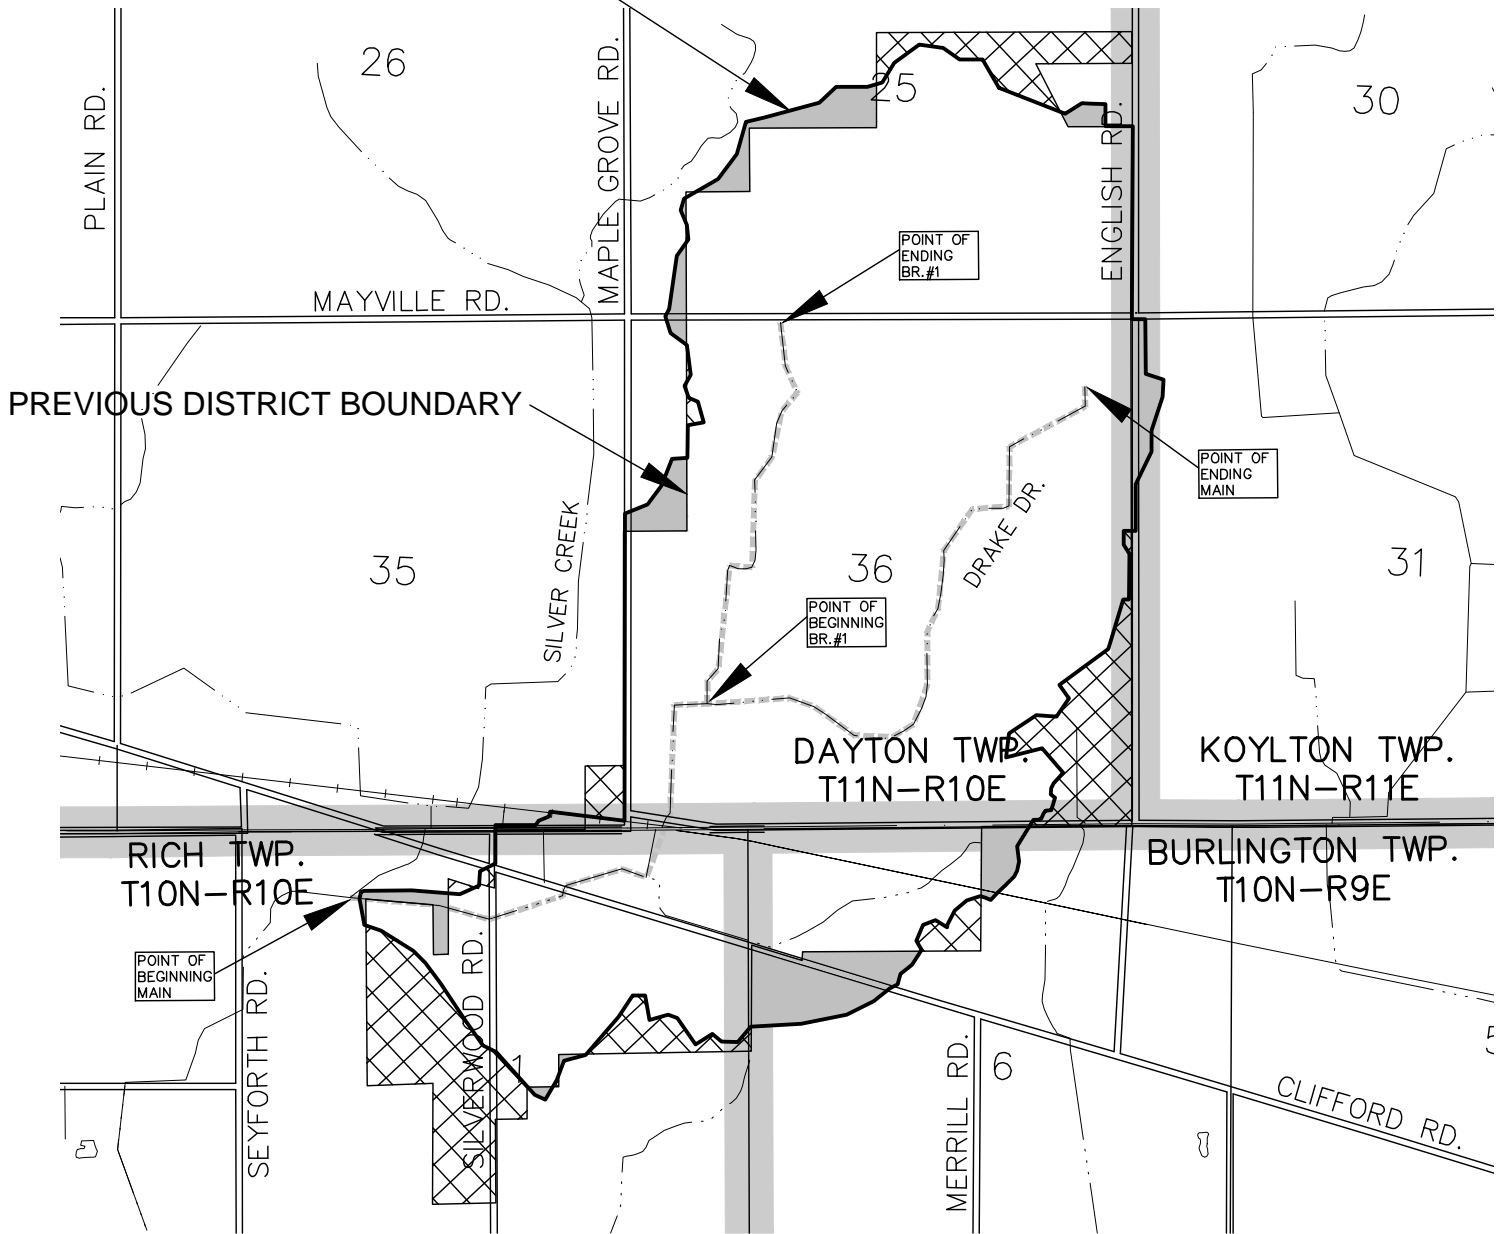 26
25
30
PLAIN RD.
MAPLE GROVE RD.
ENGLISH RD.
POINT OF
ENDING
BR.#1
MAYVILLE RD.
PREVIOUS DISTRICT BOUNDARY
POINT OF
ENDING
MAIN
SILVER CREEK
DRAKE DR.
35
36
31
POINT OF
BEGINNING
BR.#1
DAYTON TWP.
T11N-R10E
KOYLTON TWP.
T11N-R11E
RICH TWP.
T10N-R10E
BURLINGTON TWP.
T10N-R9E
POINT OF
BEGINNING
MAIN
SEYFORTH RD.
SILVERWOOD RD.
1
MERRILL RD.
6
5
CLIFFORD RD.